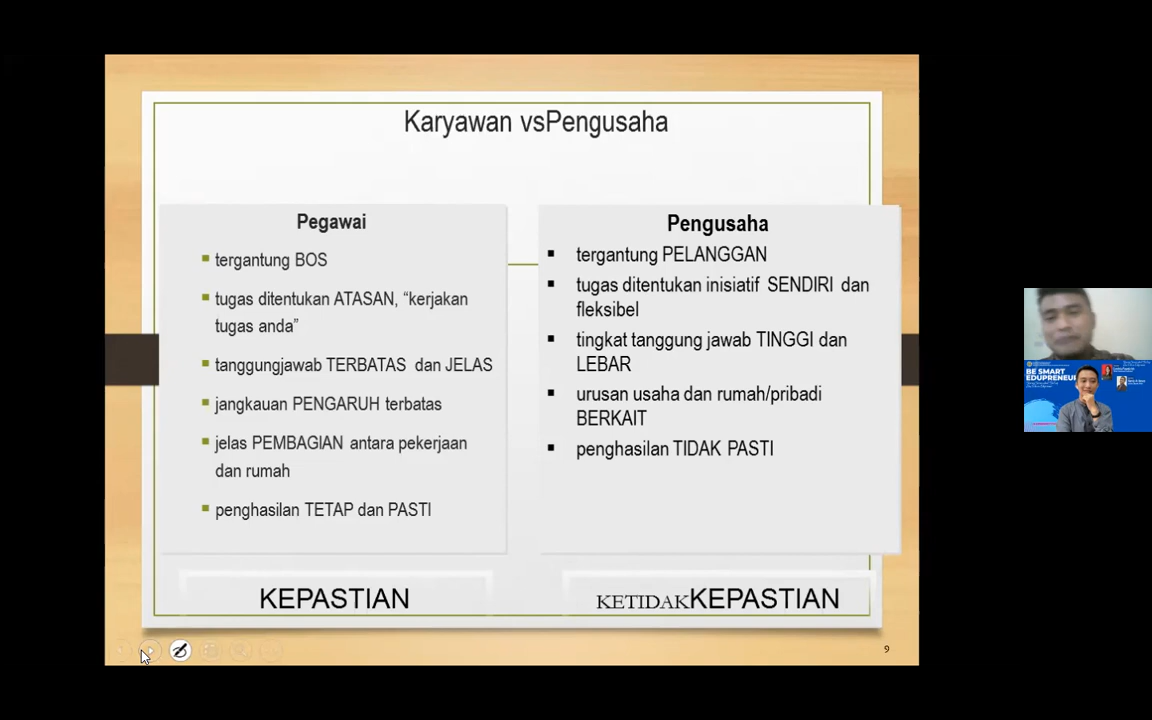 Karyawan vsPengusaha
Pegawai
tergantung BOS
tugas ditentukan ATASAN, “kerjakan
tugas anda”
tanggungjawab TERBATAS dan JELAS
jangkauan PENGARUH terbatas
jelas PEMBAGIAN antara pekerjaan
dan rumah
penghasilan TETAP dan PASTI
KEPASTIAN
Pengusaha
tergantung PELANGGAN
tugas ditentukan inisiatif SENDIRI dan
fleksibel
tingkat tanggung jawab TINGGI dan
LEBAR
urusan usaha dan rumah/pribadi
BERKAIT
penghasilan TIDAK PASTI
KETIDAKKEPASTIAN
9
BE SMART
EDUPRENEUR